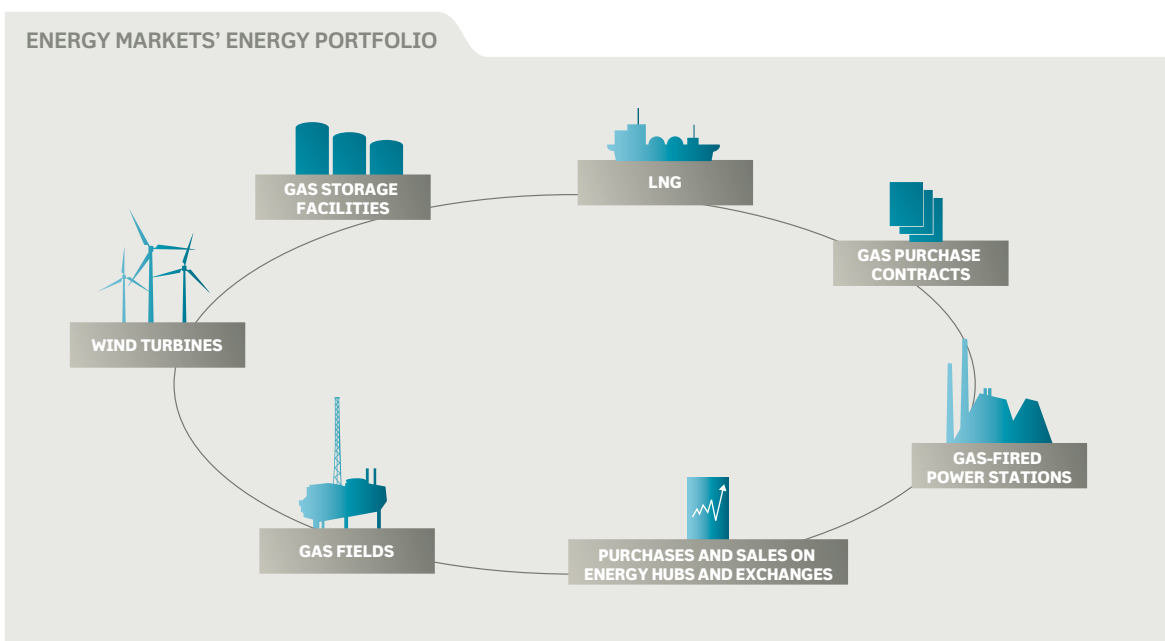 ENERGY MARKETS’ ENERGY PORTFOLIO
GAS STORAGE
FACILITIES
LNG
GAS PURCHASE
CONTRACTS
WIND TURBINES
GAS-FIRED
POWER STATIONS
GAS FIELDS
PURCHASES AND SALES ON
ENERGY HUBS AND EXCHANGES